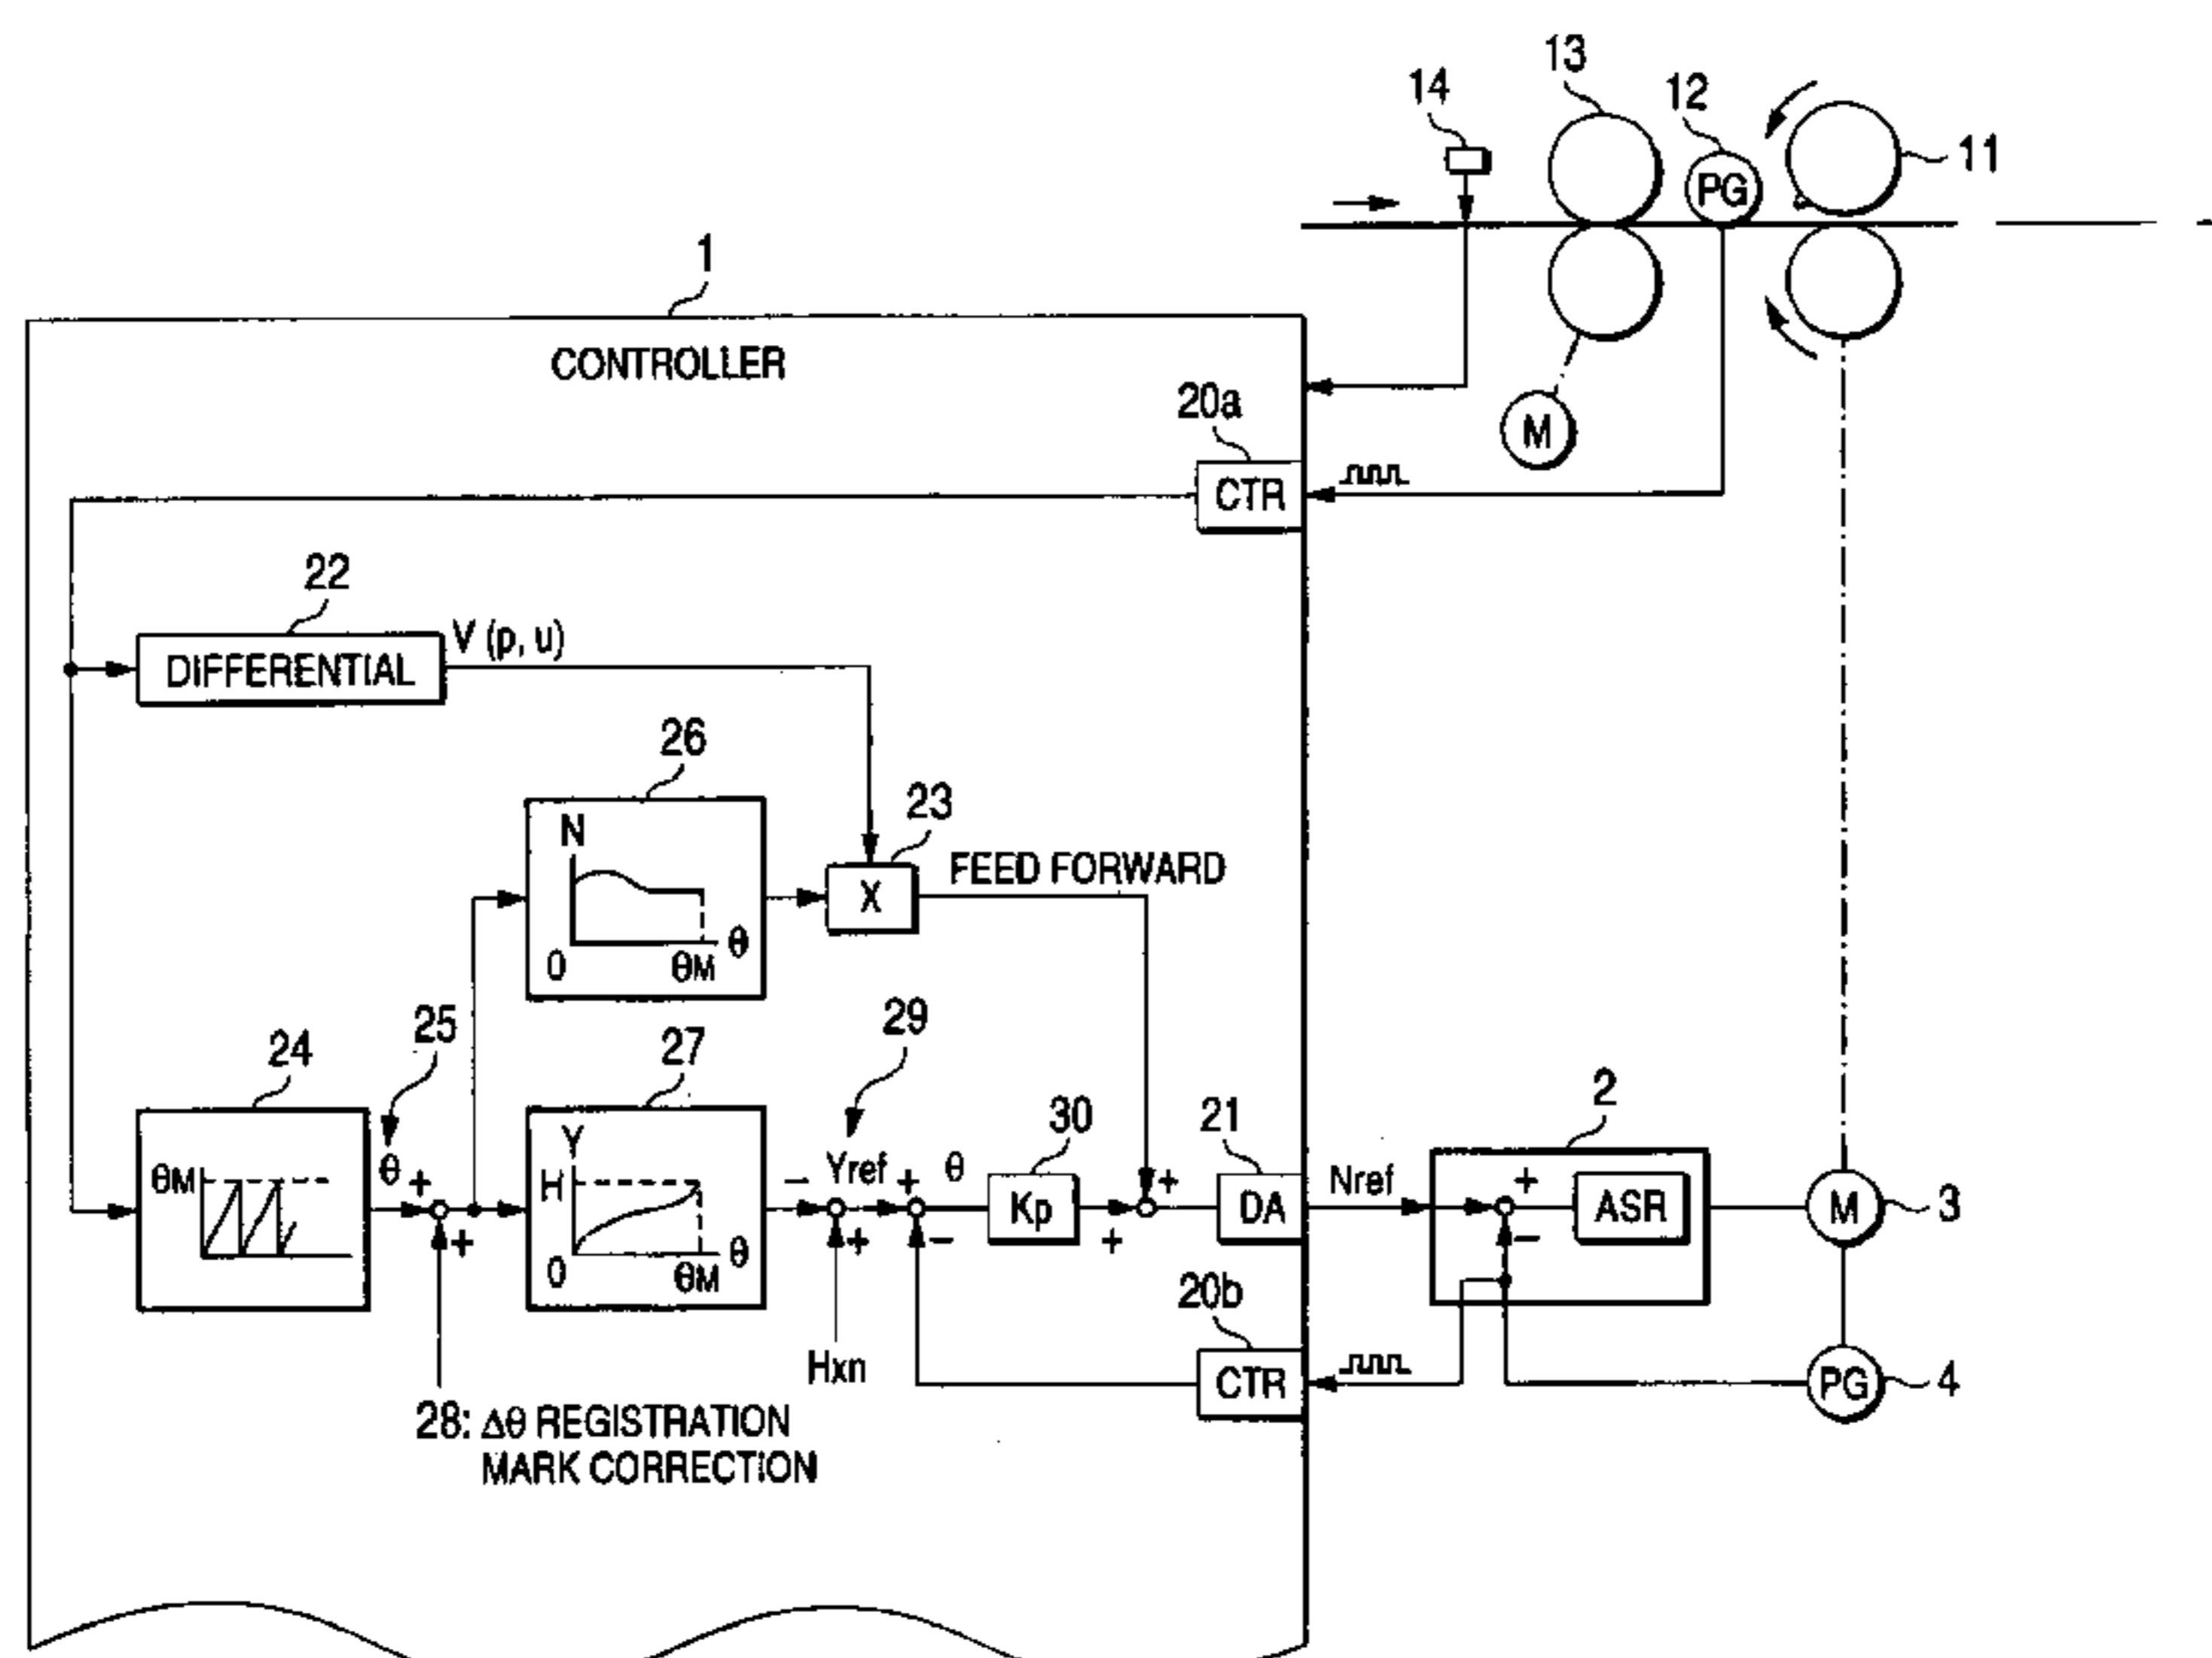 13
14
12
PG
11
1
CONTROLLER
20a
M
CTR
22
V (p, u)
DIFFERENTIAL
26
23
N
FEED FORWARD
X
θ
0
θM
25
29
24
27
2
30
21
Y
θM
θ
+
H
-
Yref
+
θ
Kp
+
DA
Nref
+
ASR
M
3
+
+
-
+
-
0
θM
θ
20b
Hxn
CTR
PG
4
28: Δθ REGISTRATION
MARK CORRECTION